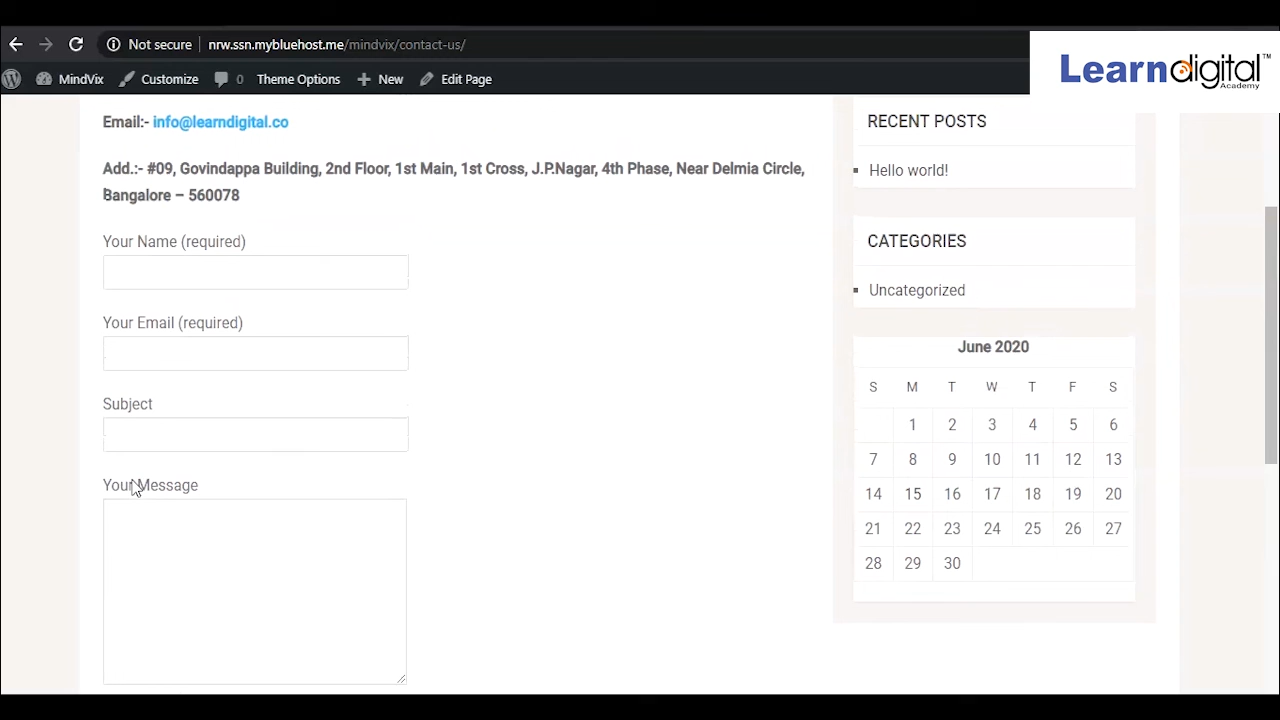 Not secure nrw.ssn.mybluehost.me/mindvix/contact-us/
Learndigital™
Academy
MindVix Customize 0 Theme Options New Edit Page
Email:- info@learndigital.co
Add.:- #09, Govindappa Building, 2nd Floor, 1st Main, 1st Cross, J.P.Nagar, 4th Phase, Near Delmia Circle,
Bangalore – 560078
Your Name (required)
Your Email (required)
Subject
Your Message
RECENT POSTS
Hello world!
CATEGORIES
Uncategorized
June 2020
S M T W T F S
1 2 3 4 5 6
7 8 9 10 11 12 13
14 15 16 17 18 19 20
21 22 23 24 25 26 27
28 29 30